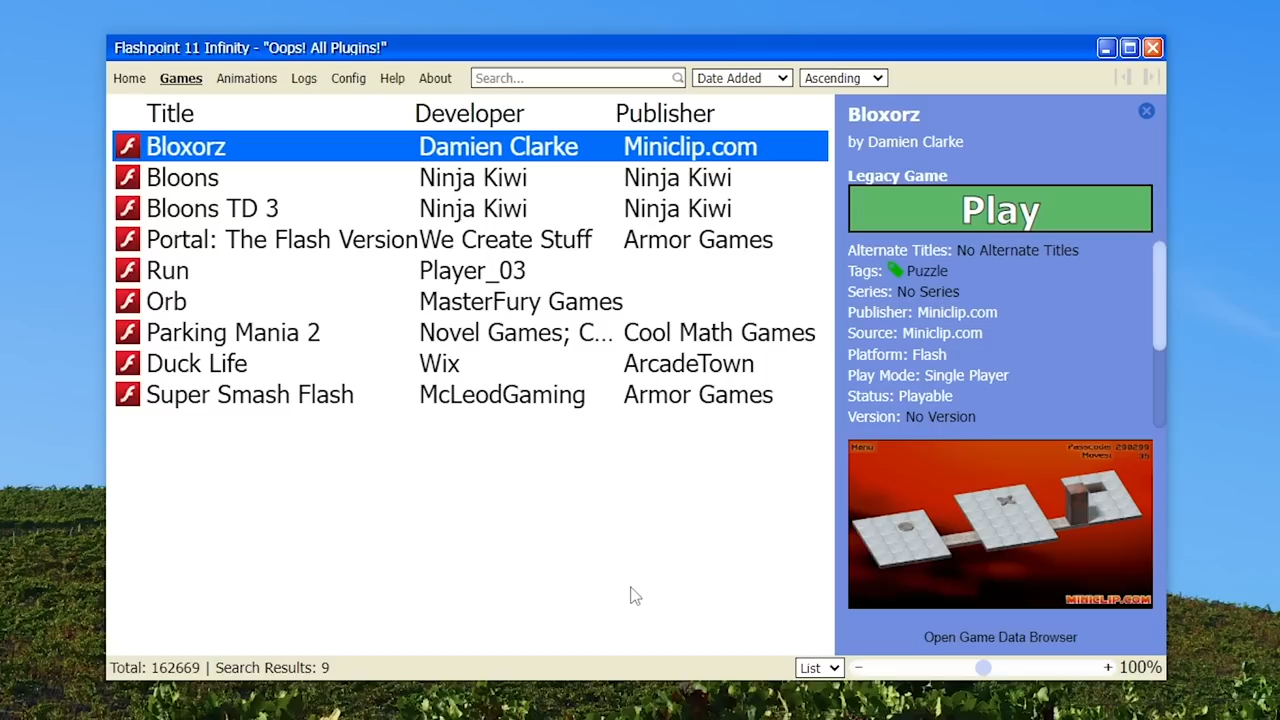 Flashpoint 11 Infinity - "Oops! All Plugins!"
Home Games Animations Logs Config Help About Search... Date Added Ascending
Title Developer Publisher
Bloxorz Damien Clarke Miniclip.com
Bloons Ninja Kiwi Ninja Kiwi
Bloons TD 3 Ninja Kiwi Ninja Kiwi
Portal: The Flash Version We Create Stuff Armor Games
Run Player_03
Orb MasterFury Games
Parking Mania 2 Novel Games; C... Cool Math Games
Duck Life Wix ArcadeTown
Super Smash Flash McLeodGaming Armor Games
Bloxorz
by Damien Clarke
Legacy Game
Play
Alternate Titles: No Alternate Titles
Tags: Puzzle
Series: No Series
Publisher: Miniclip.com
Source: Miniclip.com
Platform: Flash
Play Mode: Single Player
Status: Playable
Version: No Version
Menu Passcode: 290299
Moves: 35
MINICLIP.COM
Open Game Data Browser
Total: 162669 | Search Results: 9 List − + 100%